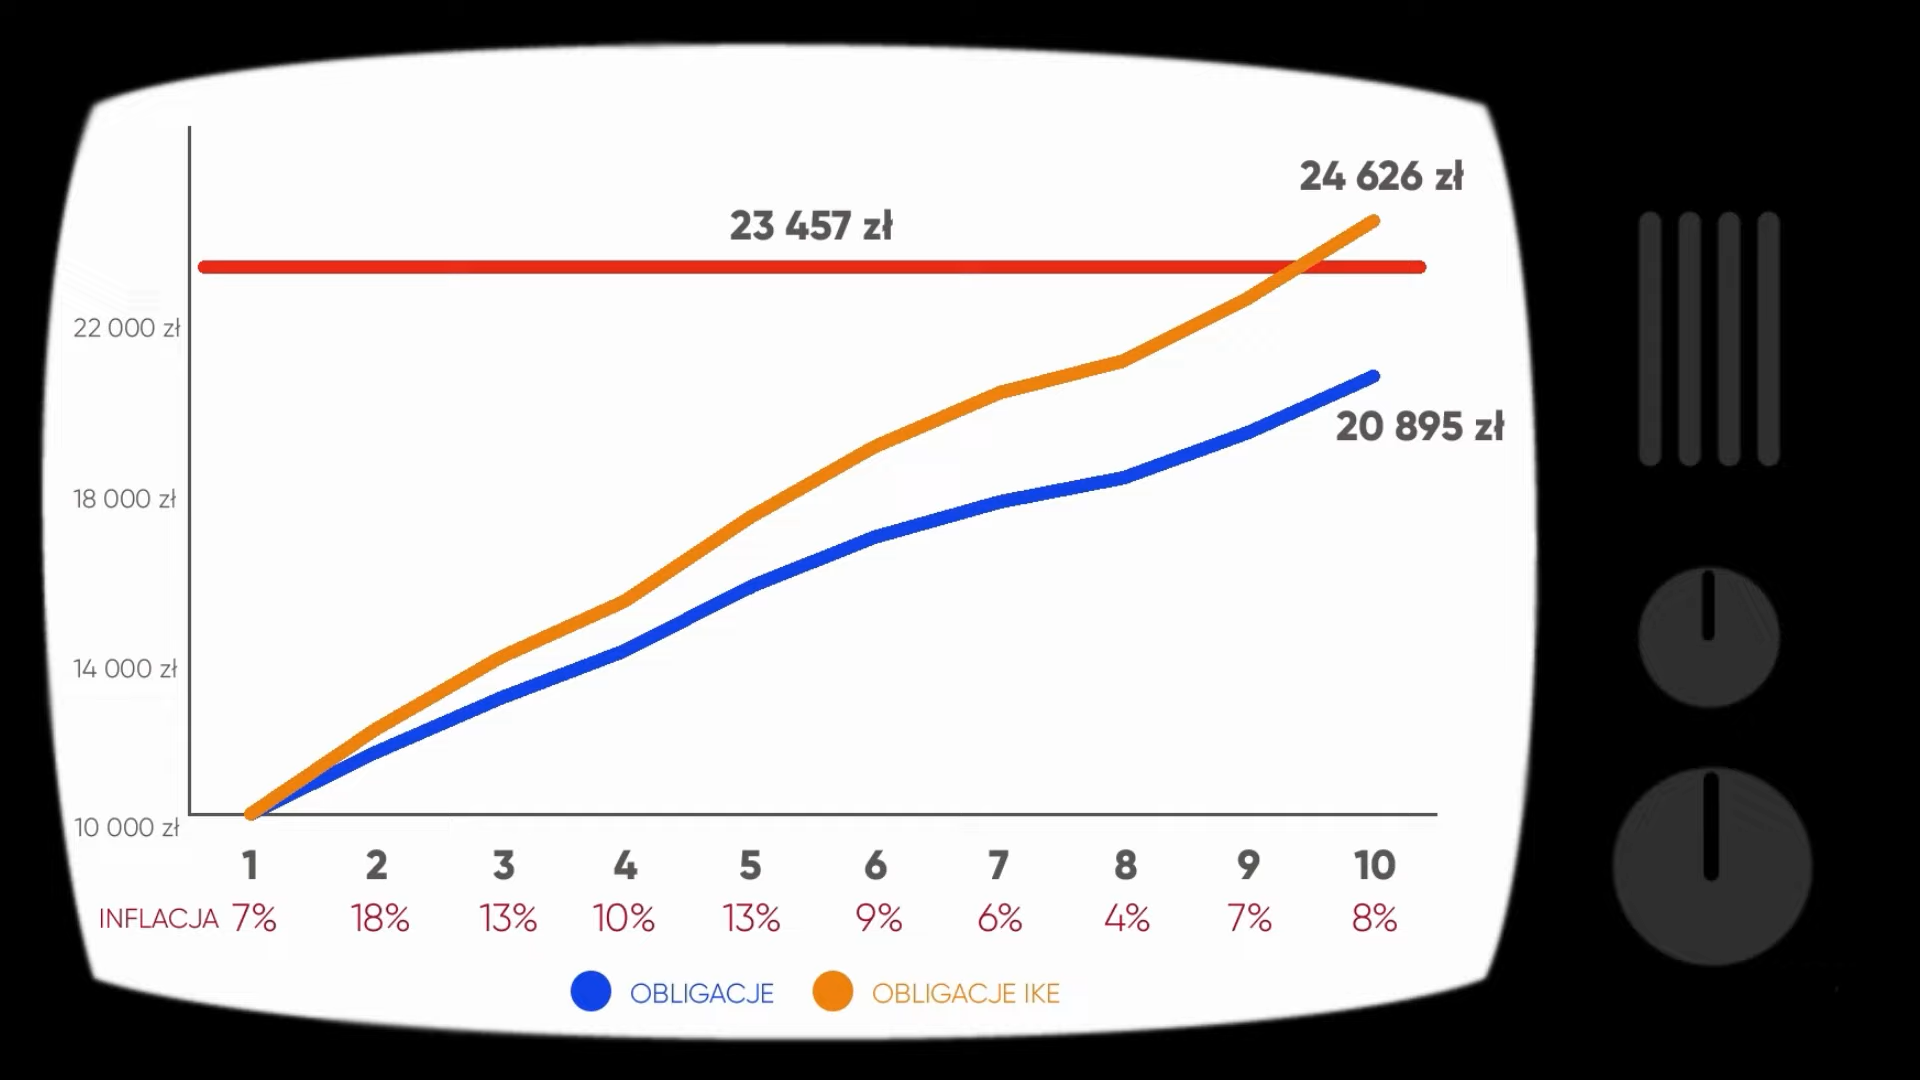 24 626 zł
23 457 zł
22 000 zł
20 895 zł
18 000 zł
14 000 zł
10 000 zł
1 2 3 4 5 6 7 8 9 10
INFLACJA 7% 18% 13% 10% 13% 9% 6% 4% 7% 8%
OBLIGACJE OBLIGACJE IKE